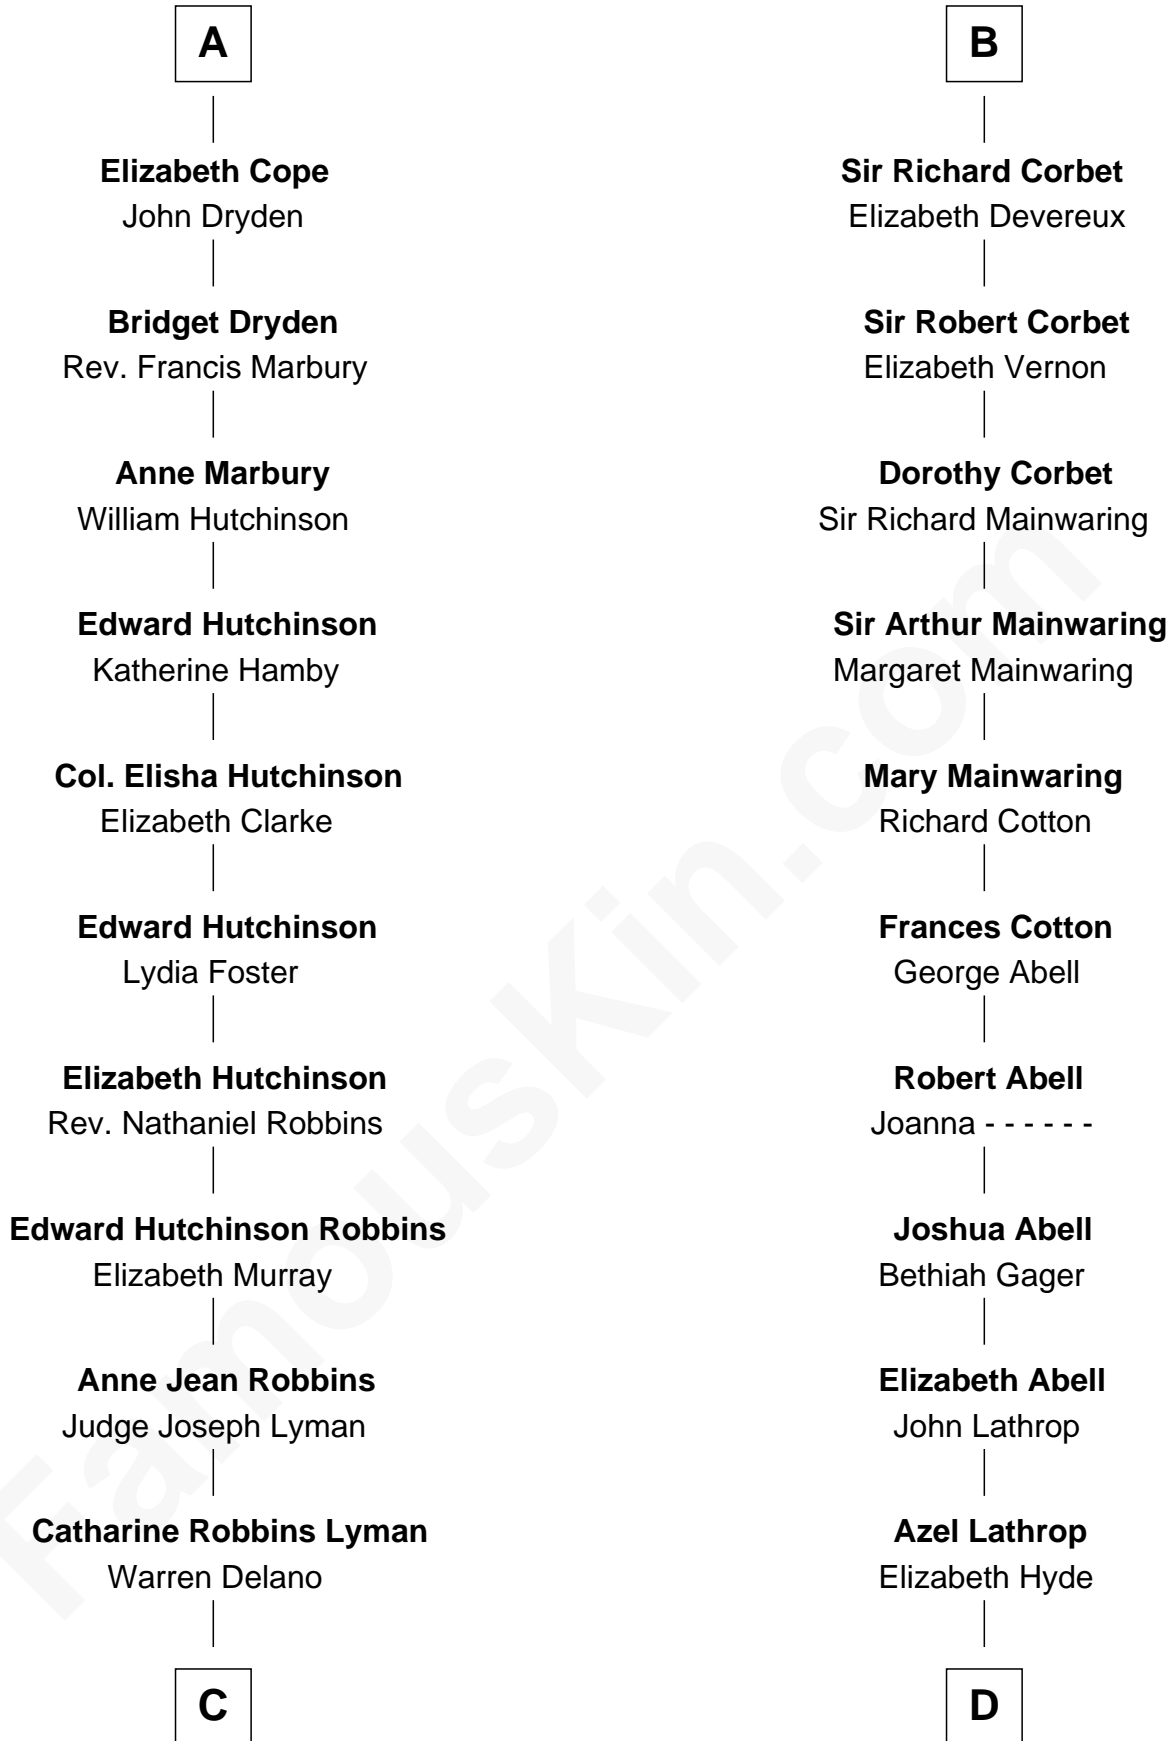 A
Elizabeth Cope
John Dryden
Bridget Dryden
Rev. Francis Marbury
Anne Marbury
William Hutchinson
Edward Hutchinson
Katherine Hamby
Col. Elisha Hutchinson
Elizabeth Clarke
Edward Hutchinson
Lydia Foster
Elizabeth Hutchinson
Rev. Nathaniel Robbins
Edward Hutchinson Robbins
Elizabeth Murray
Anne Jean Robbins
Judge Joseph Lyman
Catharine Robbins Lyman
Warren Delano
C
B
Sir Richard Corbet
Elizabeth Devereux
Sir Robert Corbet
Elizabeth Vernon
Dorothy Corbet
Sir Richard Mainwaring
Sir Arthur Mainwaring
Margaret Mainwaring
Mary Mainwaring
Richard Cotton
Frances Cotton
George Abell
Robert Abell
Joanna - - - - - -
Joshua Abell
Bethiah Gager
Elizabeth Abell
John Lathrop
Azel Lathrop
Elizabeth Hyde
D
FamousKin.com